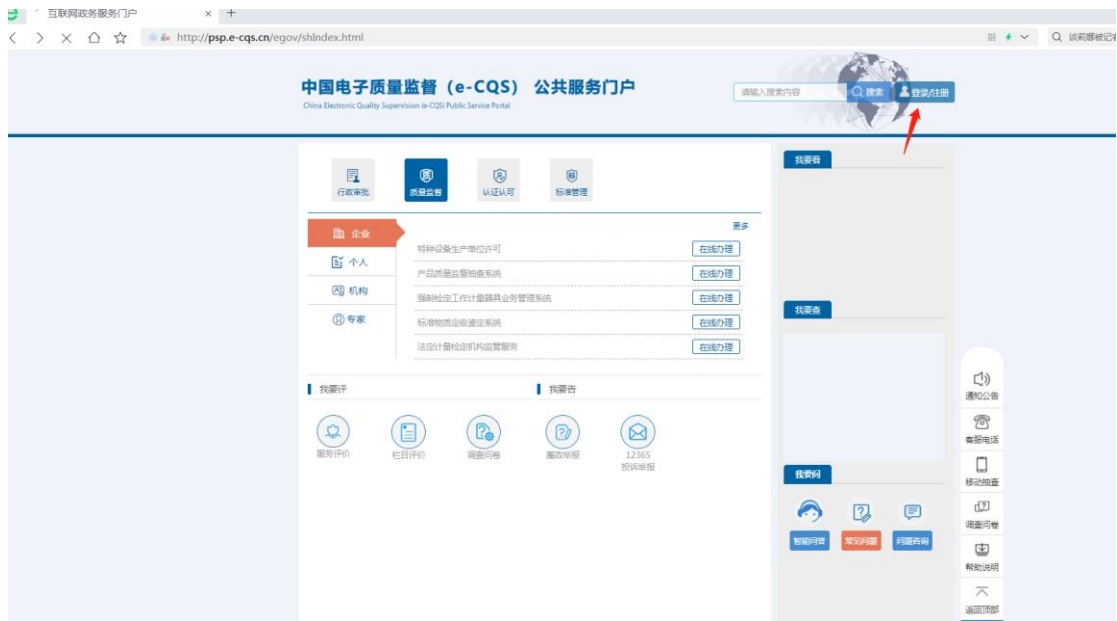 互联网政务服务门户
http://psp.e-cqs.cn/egov/shIndex.html
中国电子质量监督（e-CQS） 公共服务门户
China Electronic Quality Supervision (e-CQS) Public Service Portal
请输入搜索内容
搜索
登录/注册
行政审批
质量监督
认证认可
标准管理
企业
个人
机构
专家
更多
特种设备生产单位许可
在线办理
产品质量监督抽查系统
在线办理
强制检定工作计量器具业务管理系统
在线办理
标准物质定级鉴定系统
在线办理
法定计量检定机构监管服务
在线办理
我要评
我要告
服务评价
栏目评价
调查问卷
廉政举报
12365
投诉举报
我要看
我要查
我要问
智能问答
常见问题
问题咨询
通知公告
客服电话
移动抽查
调查问卷
帮助说明
返回顶部